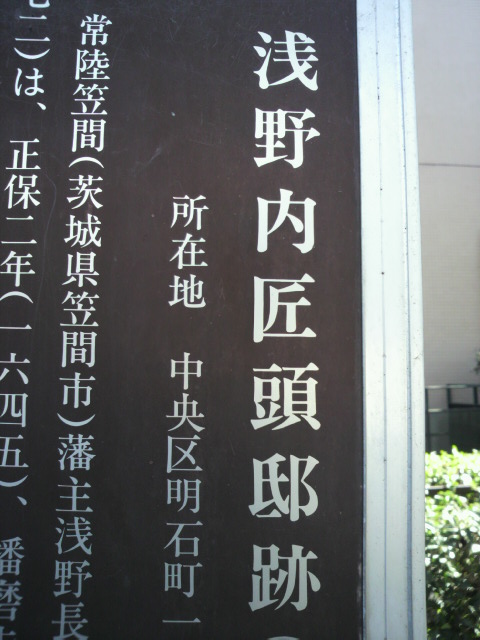 浅野内匠頭邸跡（
所在地 中央区明石町一
常陸笠間（茨城県笠間市）藩主浅野長
七二）は、正保二年（一六四五）、播磨